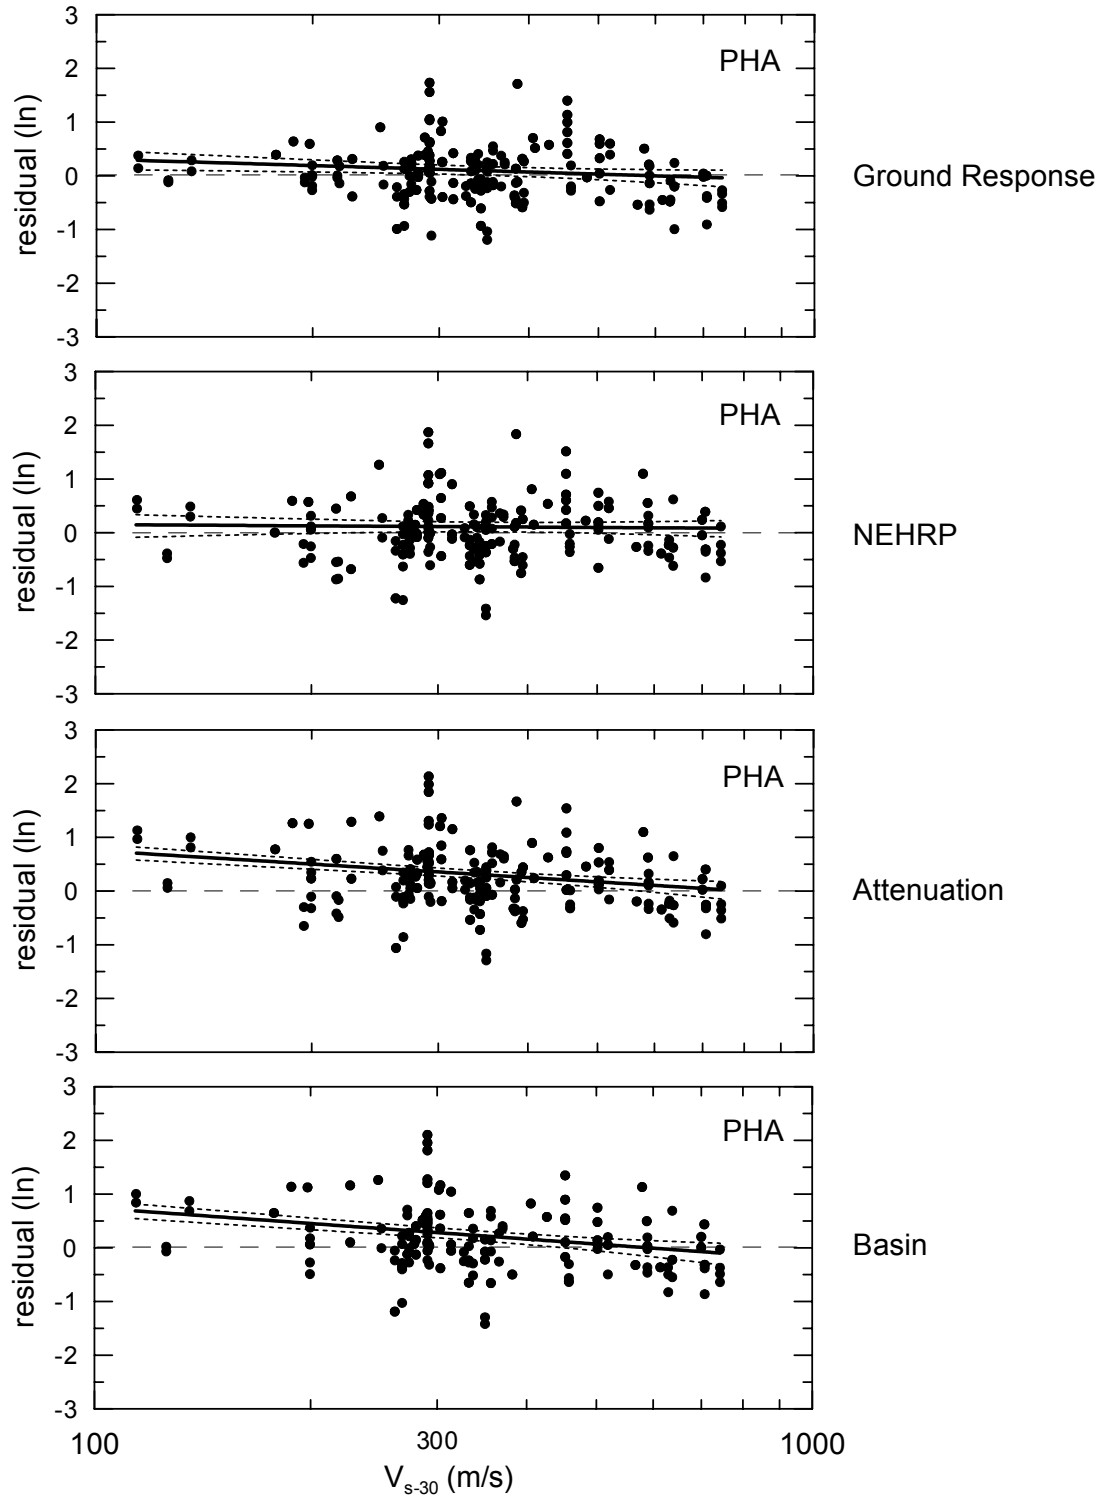 3
2
1
0
-1
-2
-3
residual (ln)
PHA
Ground Response
3
2
1
0
-1
-2
-3
residual (ln)
PHA
NEHRP
3
2
1
0
-1
-2
-3
residual (ln)
PHA
Attenuation
3
2
1
0
-1
-2
-3
residual (ln)
PHA
Basin
100 300 1000
Vs-30 (m/s)